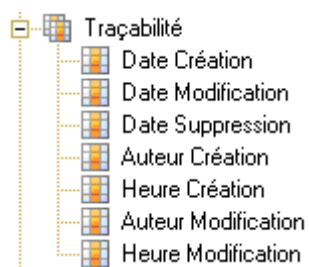 Traçabilité
Date Création
Date Modification
Date Suppression
Auteur Création
Heure Création
Auteur Modification
Heure Modification